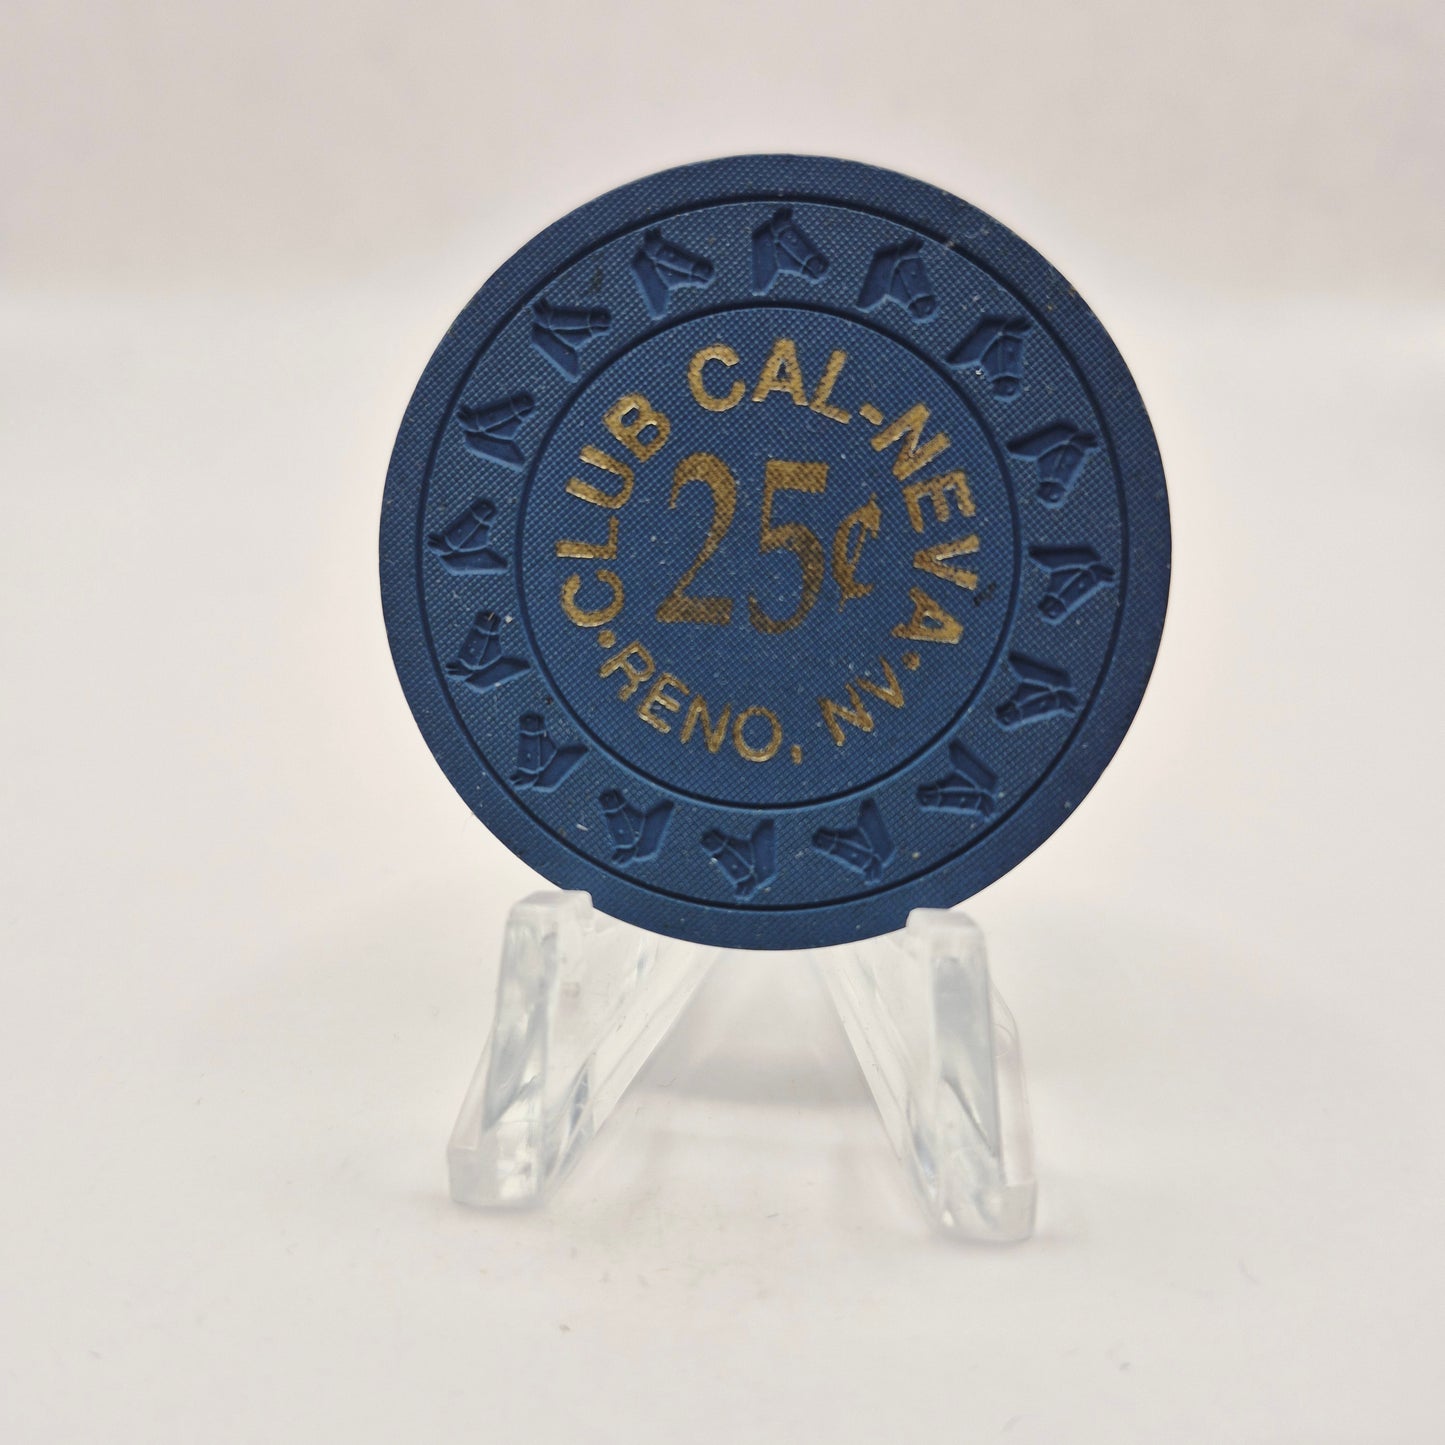 CLUB CAL-NEVA
25¢
•RENO, NV•